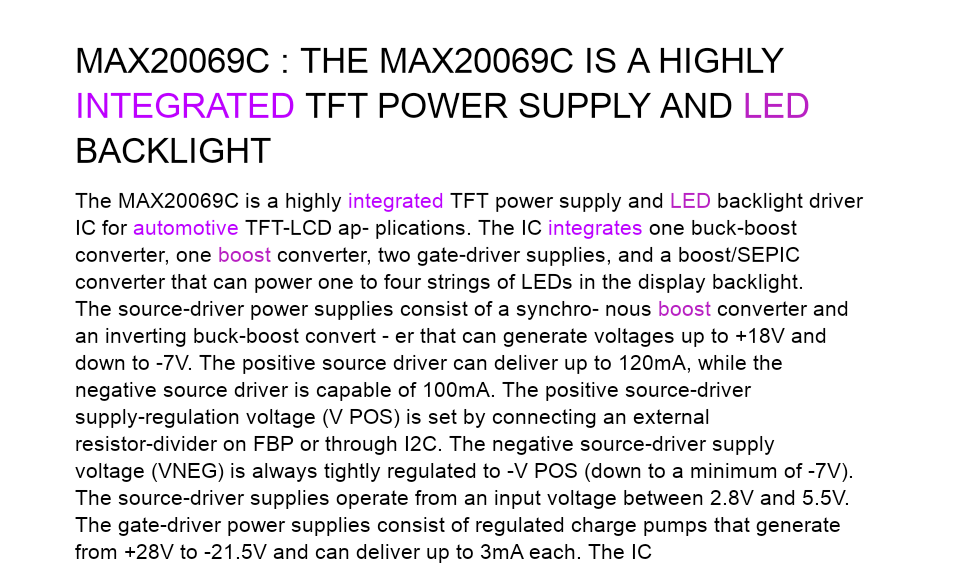 MAX20069C : THE MAX20069C IS A HIGHLY
INTEGRATED TFT POWER SUPPLY AND LED
BACKLIGHT
The MAX20069C is a highly integrated TFT power supply and LED backlight driver
IC for automotive TFT-LCD ap- plications. The IC integrates one buck-boost
converter, one boost converter, two gate-driver supplies, and a boost/SEPIC
converter that can power one to four strings of LEDs in the display backlight.
The source-driver power supplies consist of a synchro- nous boost converter and
an inverting buck-boost convert - er that can generate voltages up to +18V and
down to -7V. The positive source driver can deliver up to 120mA, while the
negative source driver is capable of 100mA. The positive source-driver
supply-regulation voltage (V POS) is set by connecting an external
resistor-divider on FBP or through I2C. The negative source-driver supply
voltage (VNEG) is always tightly regulated to -V POS (down to a minimum of -7V).
The source-driver supplies operate from an input voltage between 2.8V and 5.5V.
The gate-driver power supplies consist of regulated charge pumps that generate
from +28V to -21.5V and can deliver up to 3mA each. The IC